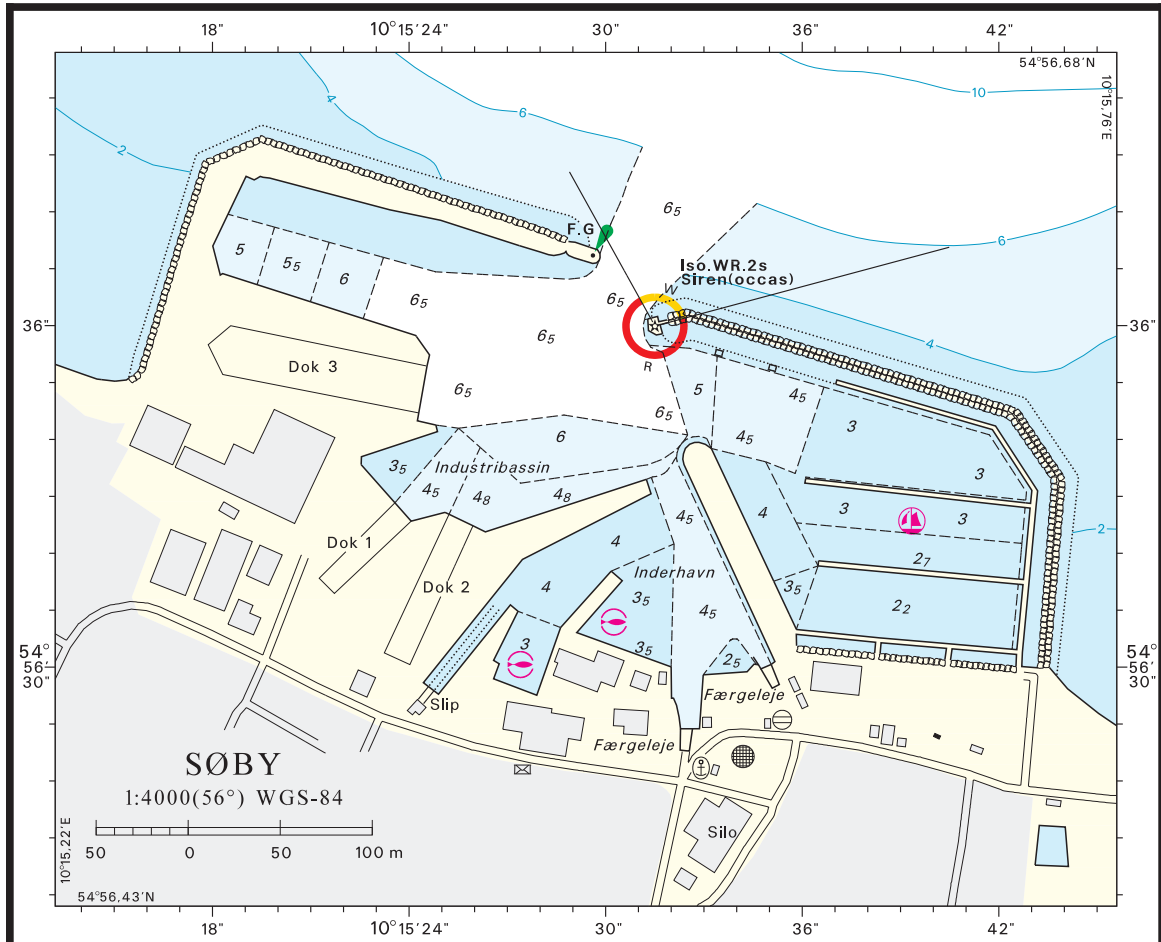 18"
10°15'24"
30"
36"
42"
54°56,68'N
10°15,76'E
10
4
6
2
6₅
F.G
Iso.WR.2s
Siren(occas)
W
6
5
5₅
6
6₅
6₅
36"
36"
6₅
4
Dok 3
R
5
4₅
6₅
6₅
3
6
4₅
3₅
Industribassin
3
4₅
4₈
4₈
4₅
4
3
3
2
Dok 1
4
2₇
Inderhavn
Dok 2
4
3₅
3₅
2₂
4₅
3
3₅
2₅
54°
56'
30"
54°
56'
30"
Færgeleje
Slip
Færgeleje
SØBY
1:4000(56°) WGS-84
Silo
50
0
50
100 m
10°15,22'E
54°56,43'N
18"
10°15'24"
30"
36"
42"